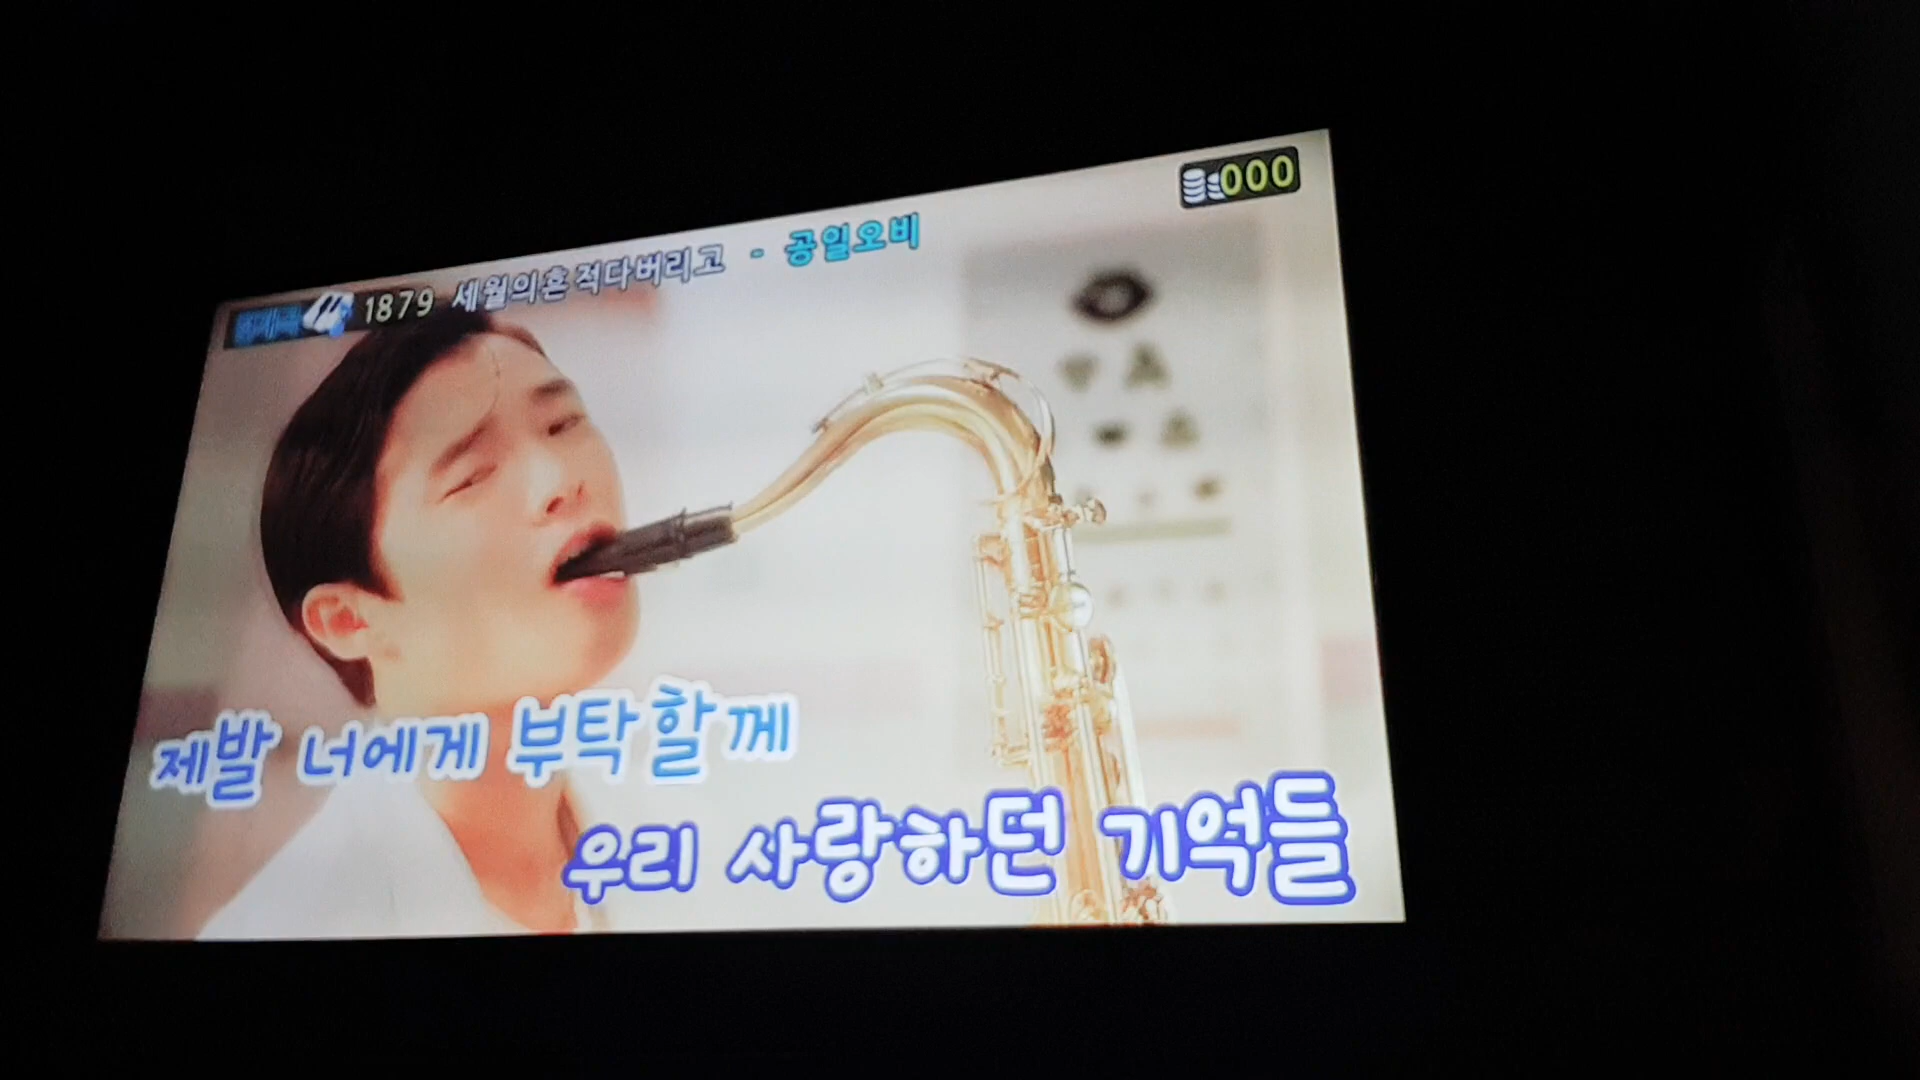 1879 세월의흔적다버리고 - 공일오비
000
제발 너에게 부탁할께
우리 사랑하던 기억들